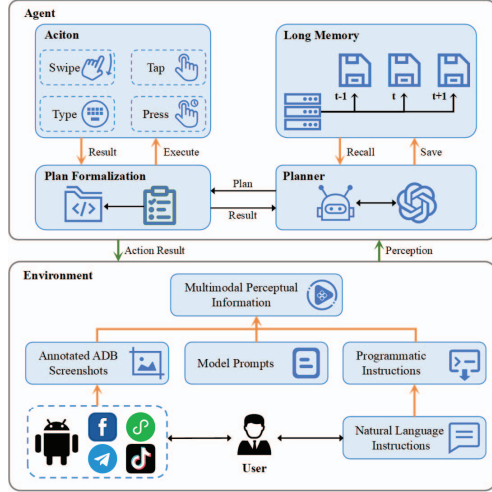 Agent
Aciton
Long Memory
Swipe
Tap
Type
Press
t-1
t
t+1
Result
Execute
Recall
Save
Plan Formalization
Plan
Result
Planner
Action Result
Perception
Environment
Multimodal Perceptual
Information
Annotated ADB
Screenshots
Model Prompts
Programmatic
Instructions
User
Natural Language
Instructions